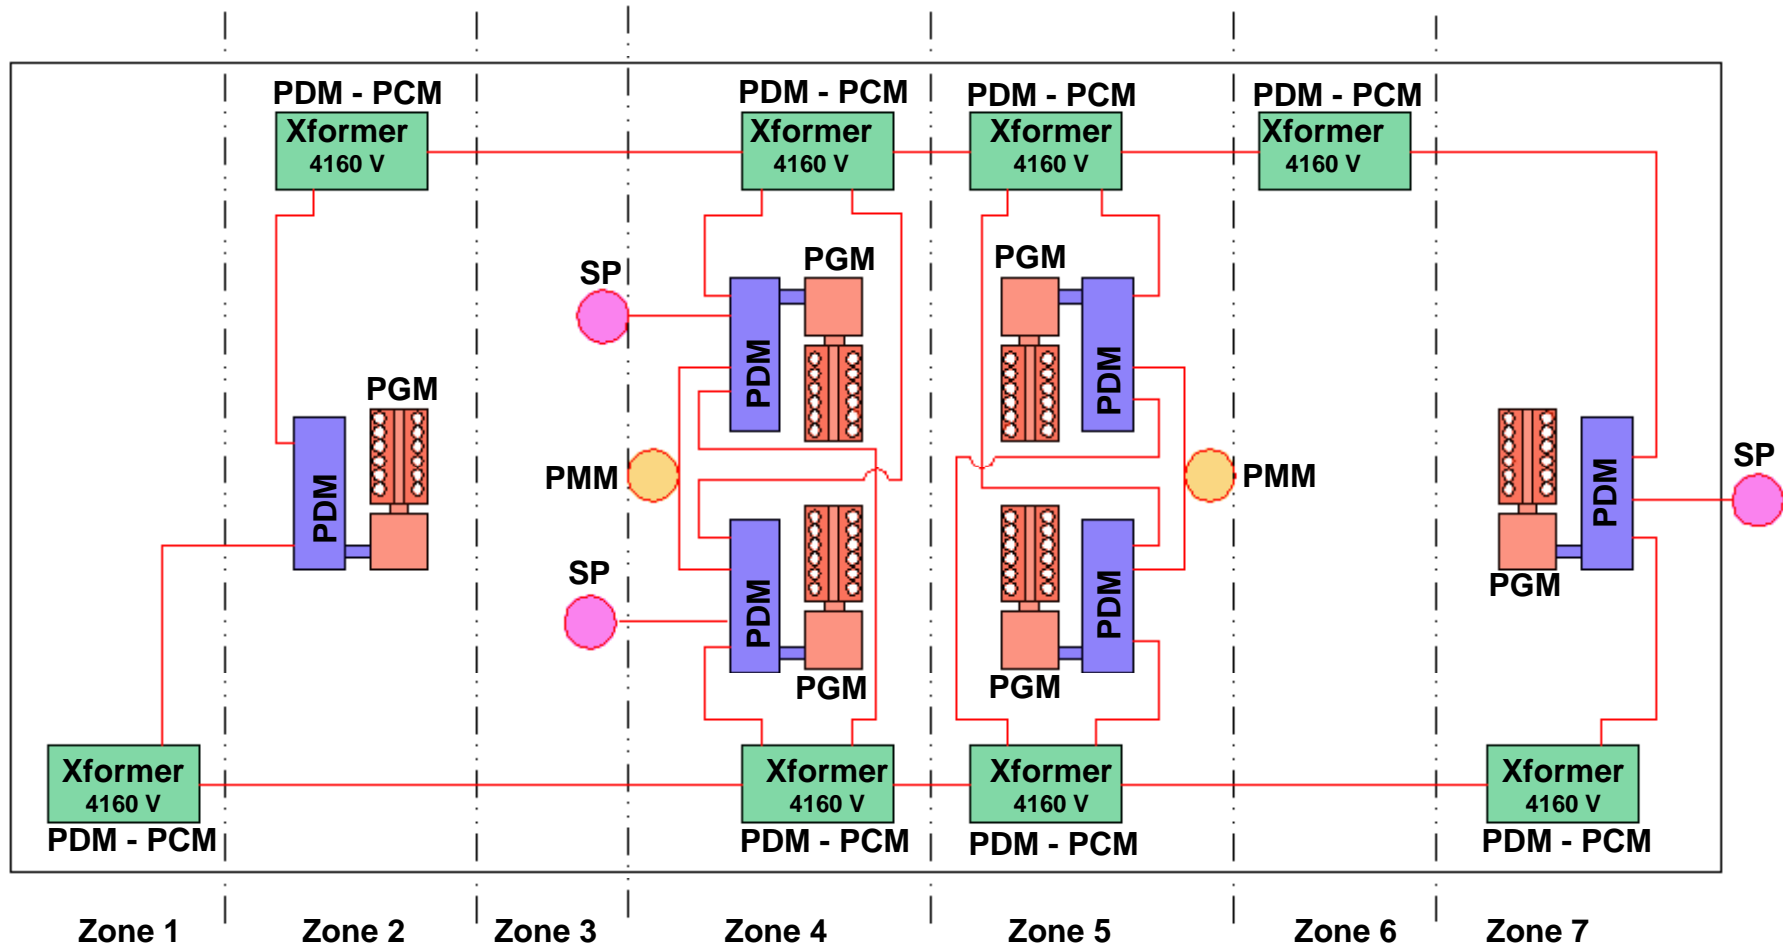 PDM - PCM
Xformer
4160 V
PDM - PCM
Xformer
4160 V
PDM - PCM
Xformer
4160 V
PDM - PCM
Xformer
4160 V
SP
PDM
PGM
PGM
PDM
PGM
PDM
PMM
PMM
PGM
PDM
SP
SP
PDM
PGM
PGM
PDM
PGM
Xformer
4160 V
PDM - PCM
Xformer
4160 V
PDM - PCM
Xformer
4160 V
PDM - PCM
Xformer
4160 V
PDM - PCM
Zone 1
Zone 2
Zone 3
Zone 4
Zone 5
Zone 6
Zone 7